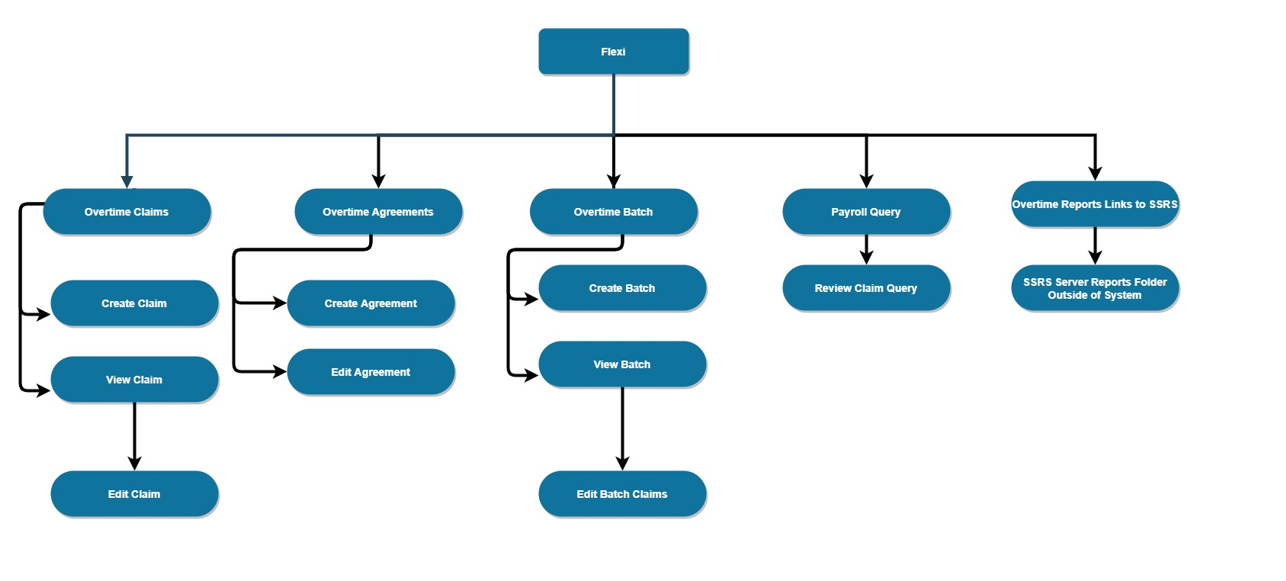 Flexi
Overtime Claims
Overtime Agreements
Overtime Batch
Payroll Query
Overtime Reports Links to SSRS
Create Claim
Create Agreement
Create Batch
Review Claim Query
SSRS Server Reports Folder
Outside of System
View Claim
Edit Agreement
View Batch
Edit Claim
Edit Batch Claims